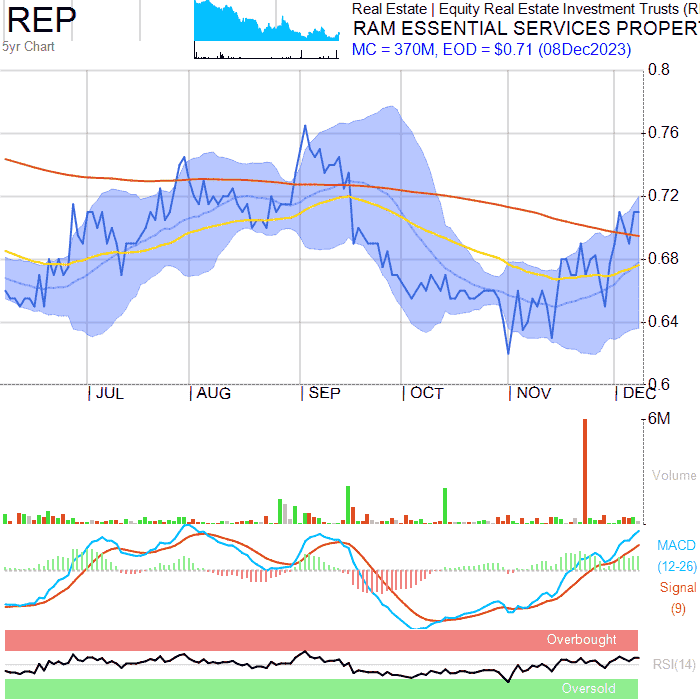 REP
5yr Chart
Real Estate | Equity Real Estate Investment Trusts (R
RAM ESSENTIAL SERVICES PROPER
MC = 370M, EOD = $0.71 (08Dec2023)
0.8
0.76
0.72
0.68
0.64
0.6
JUL AUG SEP OCT NOV DEC
6M
Volume
MACD
(12-26)
Signal
(9)
Overbought
RSI(14)
Oversold